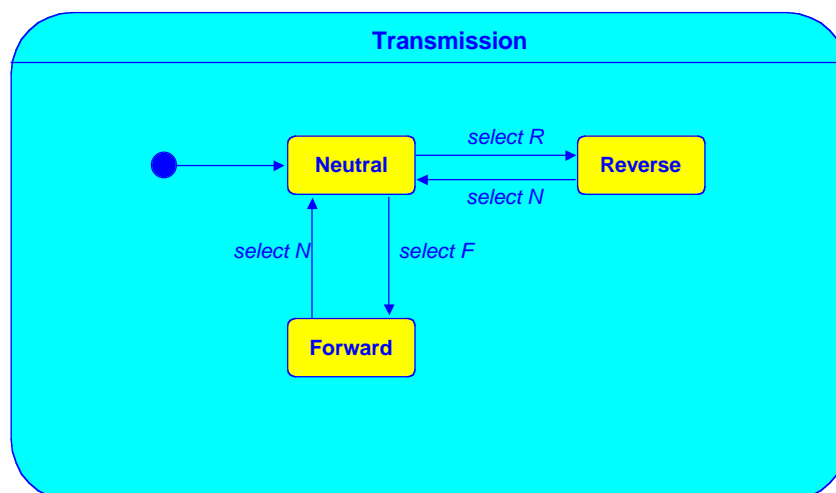 Transmission
select R
Neutral
Reverse
select N
select N
select F
Forward